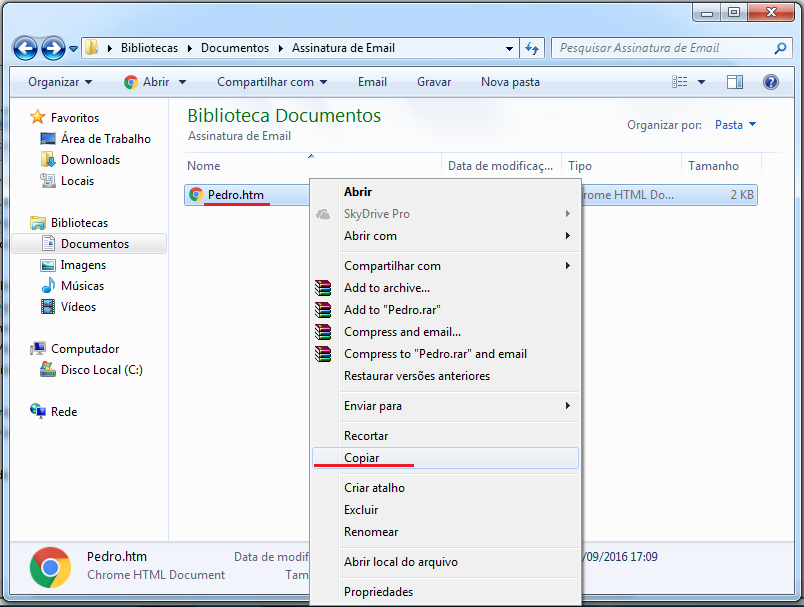 Bibliotecas Documentos Assinatura de Email
Pesquisar Assinatura de Email
Organizar Abrir Compartilhar com Email Gravar Nova pasta
Favoritos
Área de Trabalho
Downloads
Locais
Bibliotecas
Documentos
Imagens
Músicas
Vídeos
Computador
Disco Local (C:)
Rede
Biblioteca Documentos
Assinatura de Email
Organizar por: Pasta
Nome Data de modificaç... Tipo Tamanho
Pedro.htm hrome HTML Do... 2 KB
Abrir
SkyDrive Pro
Abrir com
Compartilhar com
Add to archive...
Add to "Pedro.rar"
Compress and email...
Compress to "Pedro.rar" and email
Restaurar versões anteriores
Enviar para
Recortar
Copiar
Criar atalho
Excluir
Renomear
Abrir local do arquivo
Propriedades
Pedro.htm Data de modif /09/2016 17:09
Chrome HTML Document Tam